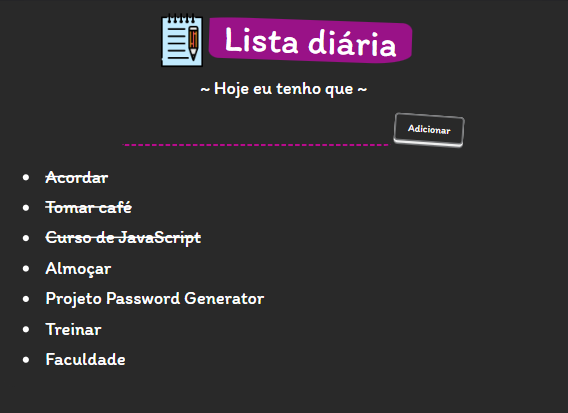 Lista diária
~ Hoje eu tenho que ~
Adicionar
Acordar
Tomar café
Curso de JavaScript
Almoçar
Projeto Password Generator
Treinar
Faculdade